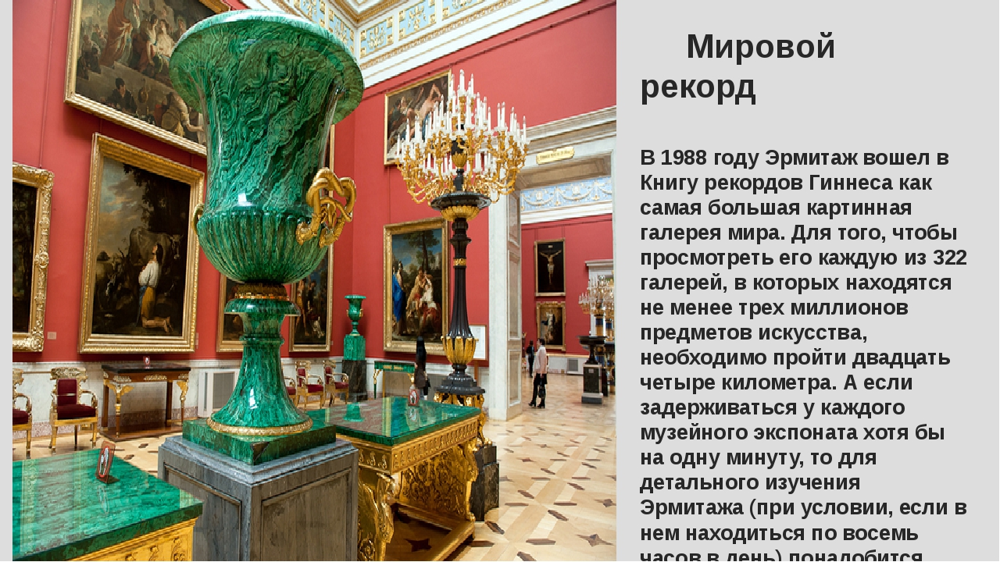 Мировой
рекорд
В 1988 году Эрмитаж вошел в
Книгу рекордов Гиннеса как
самая большая картинная
галерея мира. Для того, чтобы
просмотреть его каждую из 322
галерей, в которых находятся
не менее трех миллионов
предметов искусства,
необходимо пройти двадцать
четыре километра. А если
задерживаться у каждого
музейного экспоната хотя бы
на одну минуту, то для
детального изучения
Эрмитажа (при условии, если в
нем находиться по восемь
часов в день) понадобится